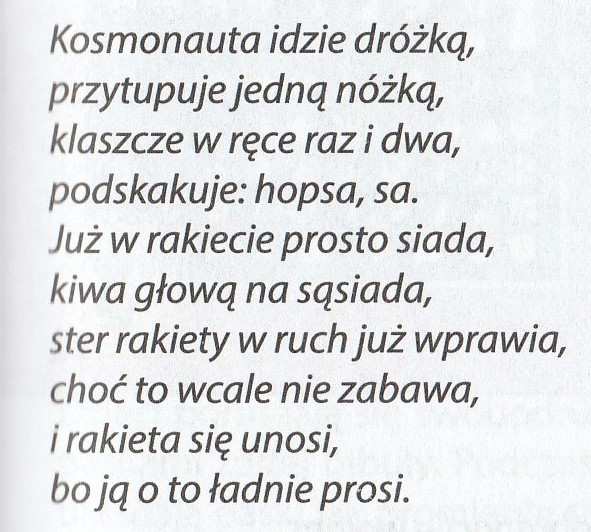 Kosmonauta idzie dróżką,
przytupuje jedną nóżką,
klaszcze w ręce raz i dwa,
podskakuje: hopsa, sa.
Już w rakiecie prosto siada,
kiwa głową na sąsiada,
ster rakiety w ruch już wprawia,
choć to wcale nie zabawa,
i rakieta się unosi,
bo ją o to ładnie prosi.